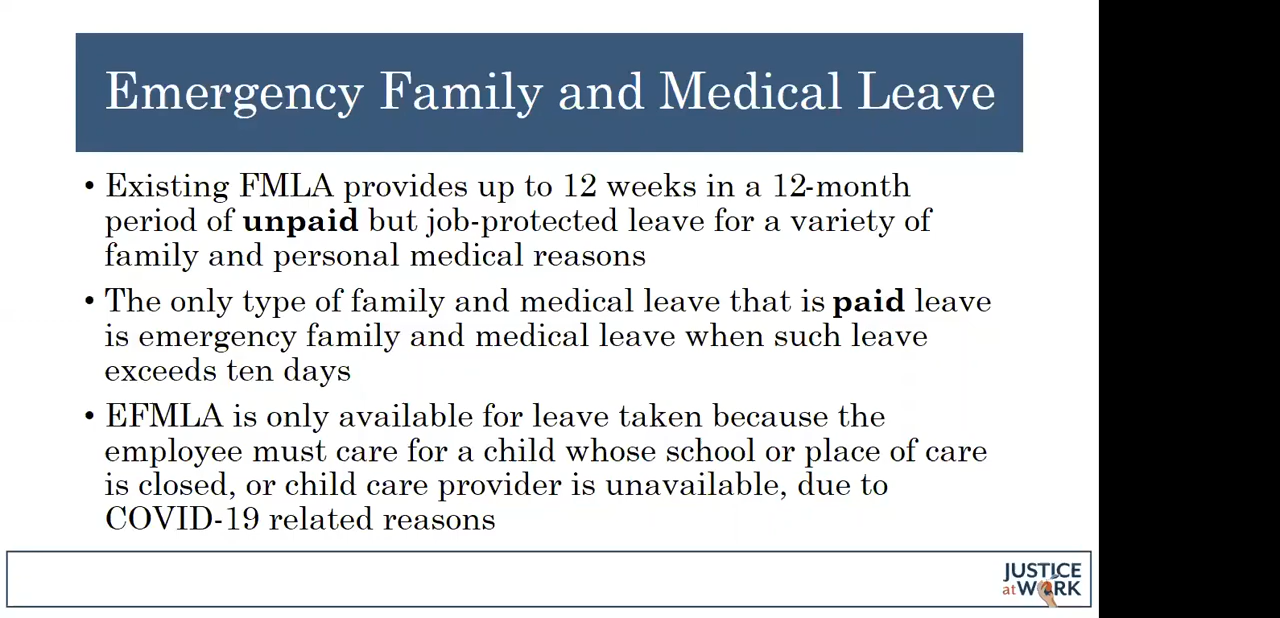 Emergency Family and Medical Leave
• Existing FMLA provides up to 12 weeks in a 12-month
period of unpaid but job-protected leave for a variety of
family and personal medical reasons
• The only type of family and medical leave that is paid leave
is emergency family and medical leave when such leave
exceeds ten days
• EFMLA is only available for leave taken because the
employee must care for a child whose school or place of care
is closed, or child care provider is unavailable, due to
COVID-19 related reasons
JUSTICE
at WORK